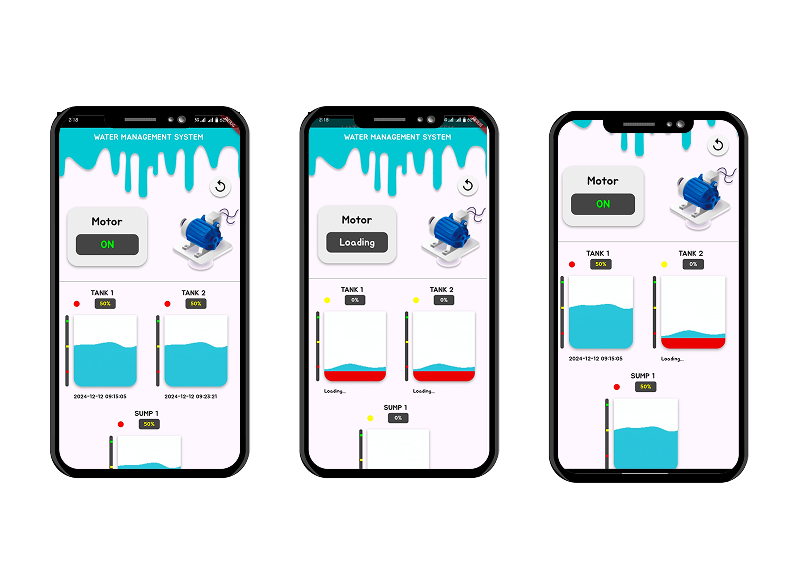 2:18
WATER MANAGEMENT SYSTEM
Motor
ON
TANK 1
TANK 2
50%
50%
2024-12-12 09:15:05
2024-12-12 09:23:21
SUMP 1
50%
2:18
WATER MANAGEMENT SYSTEM
Motor
Loading
TANK 1
TANK 2
0%
0%
Loading...
Loading...
SUMP 1
0%
Motor
ON
TANK 1
TANK 2
50%
0%
2024-12-12 09:15:05
Loading...
SUMP 1
50%